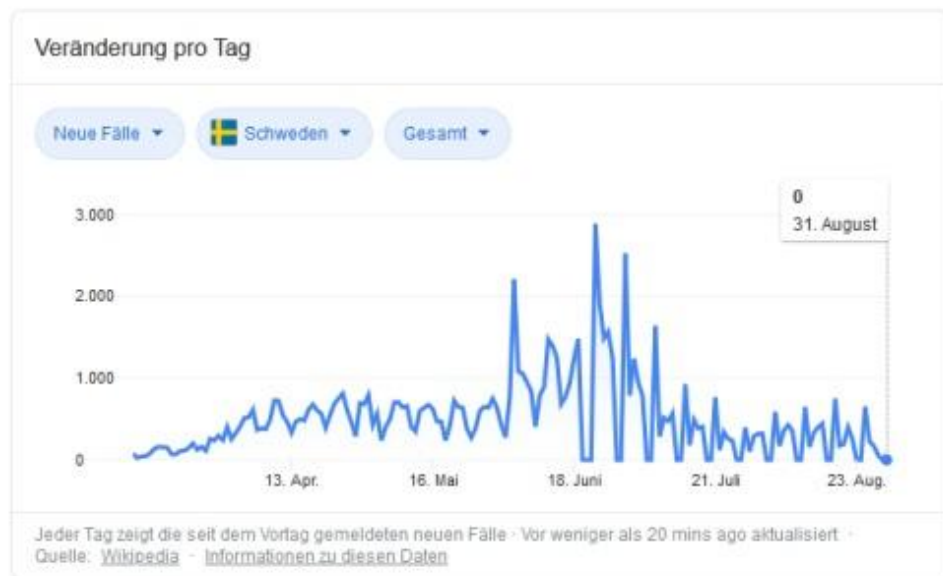 Veränderung pro Tag
Neue Fälle Schweden Gesamt
0
31. August
3.000
2.000
1.000
0
13. Apr. 16. Mai 18. Juni 21. Juli 23. Aug.
Jeder Tag zeigt die seit dem Vortag gemeldeten neuen Fälle · Vor weniger als 20 mins ago aktualisiert ·
Quelle: Wikipedia · Informationen zu diesen Daten